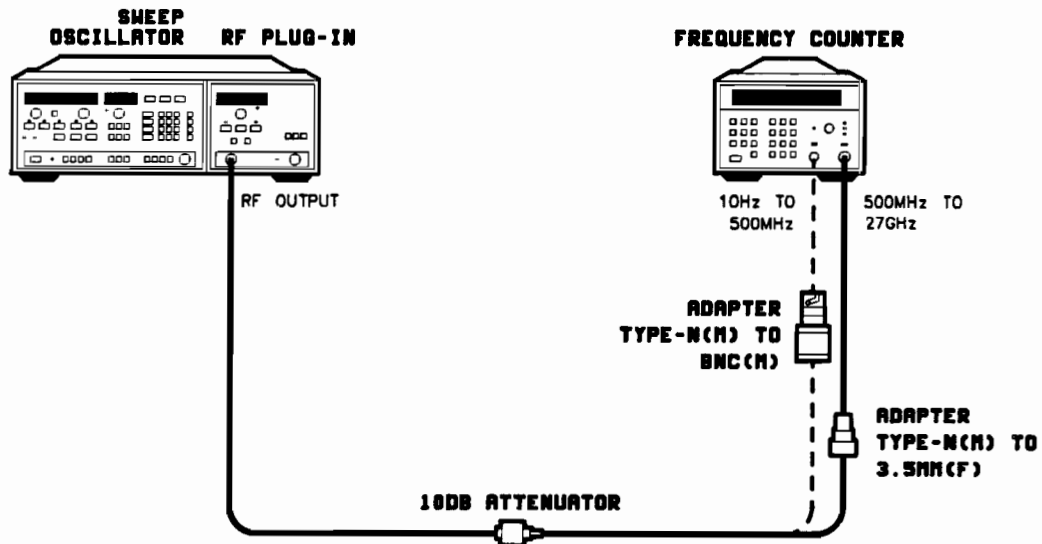 SWEEP
OSCILLATOR RF PLUG-IN
FREQUENCY COUNTER
RF OUTPUT
10Hz TO
500MHz
500MHz TO
27GHz
ADAPTER
TYPE-N(M) TO
BNC(M)
ADAPTER
TYPE-N(M) TO
3.5MM(F)
10DB ATTENUATOR